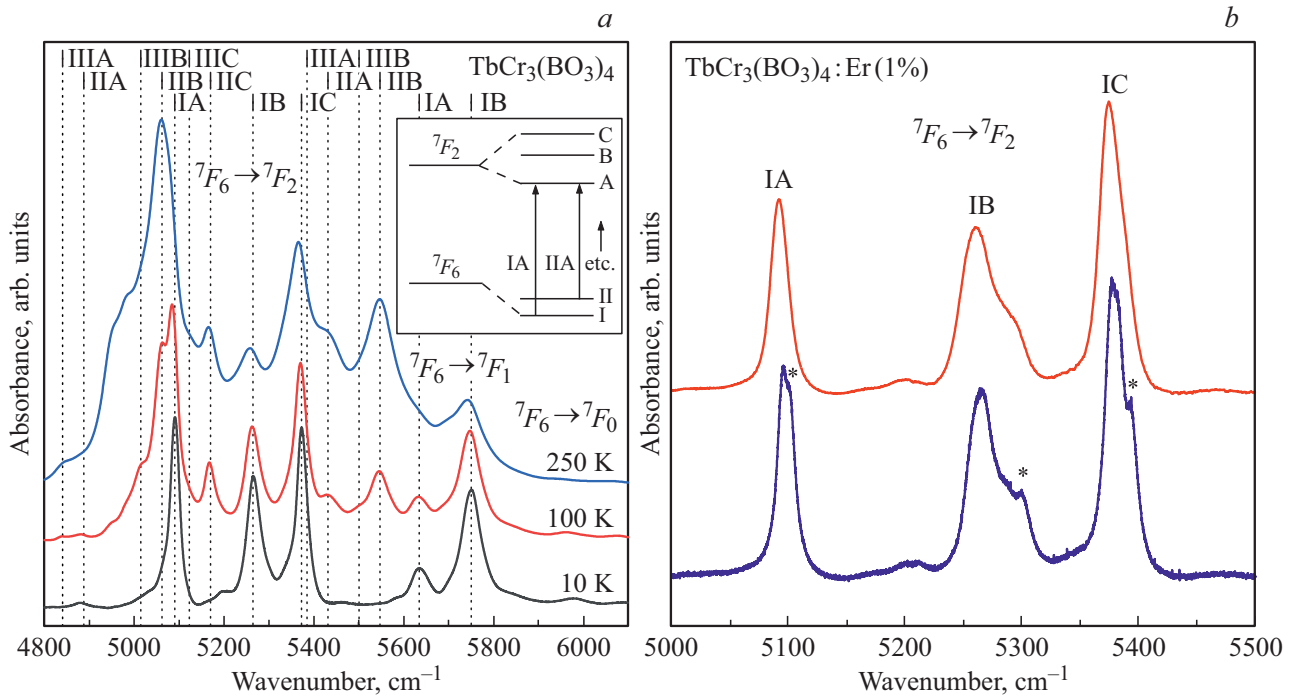 a
IIIA IIIB IIIC IIIA IIIB TbCr₃(BO₃)₄
IIA IIB IIC IIA IIB
IA IB IC IA IB
⁷F₆ → ⁷F₂
⁷F₂
C
B
A
⁷F₆
IA
IIA
etc.
II
I
⁷F₆ → ⁷F₁
⁷F₆ → ⁷F₀
250 K
100 K
10 K
Absorbance, arb. units
4800 5000 5200 5400 5600 5800 6000
Wavenumber, cm⁻¹
b
TbCr₃(BO₃)₄ : Er (1%)
⁷F₆ → ⁷F₂
IA
IB
IC
*
*
*
Absorbance, arb. units
5000 5100 5200 5300 5400 5500
Wavenumber, cm⁻¹